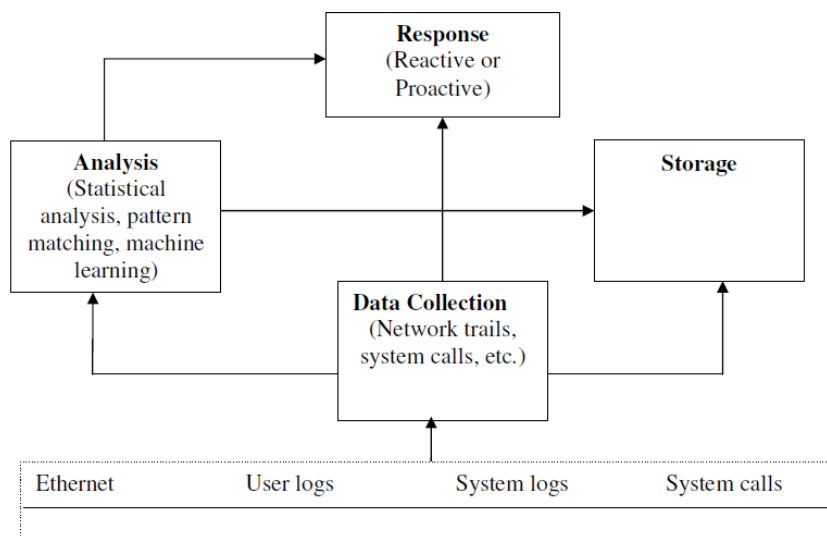 Response
(Reactive or
Proactive)
Analysis
(Statistical
analysis, pattern
matching, machine
learning)
Storage
Data Collection
(Network trails,
system calls, etc.)
Ethernet User logs System logs System calls